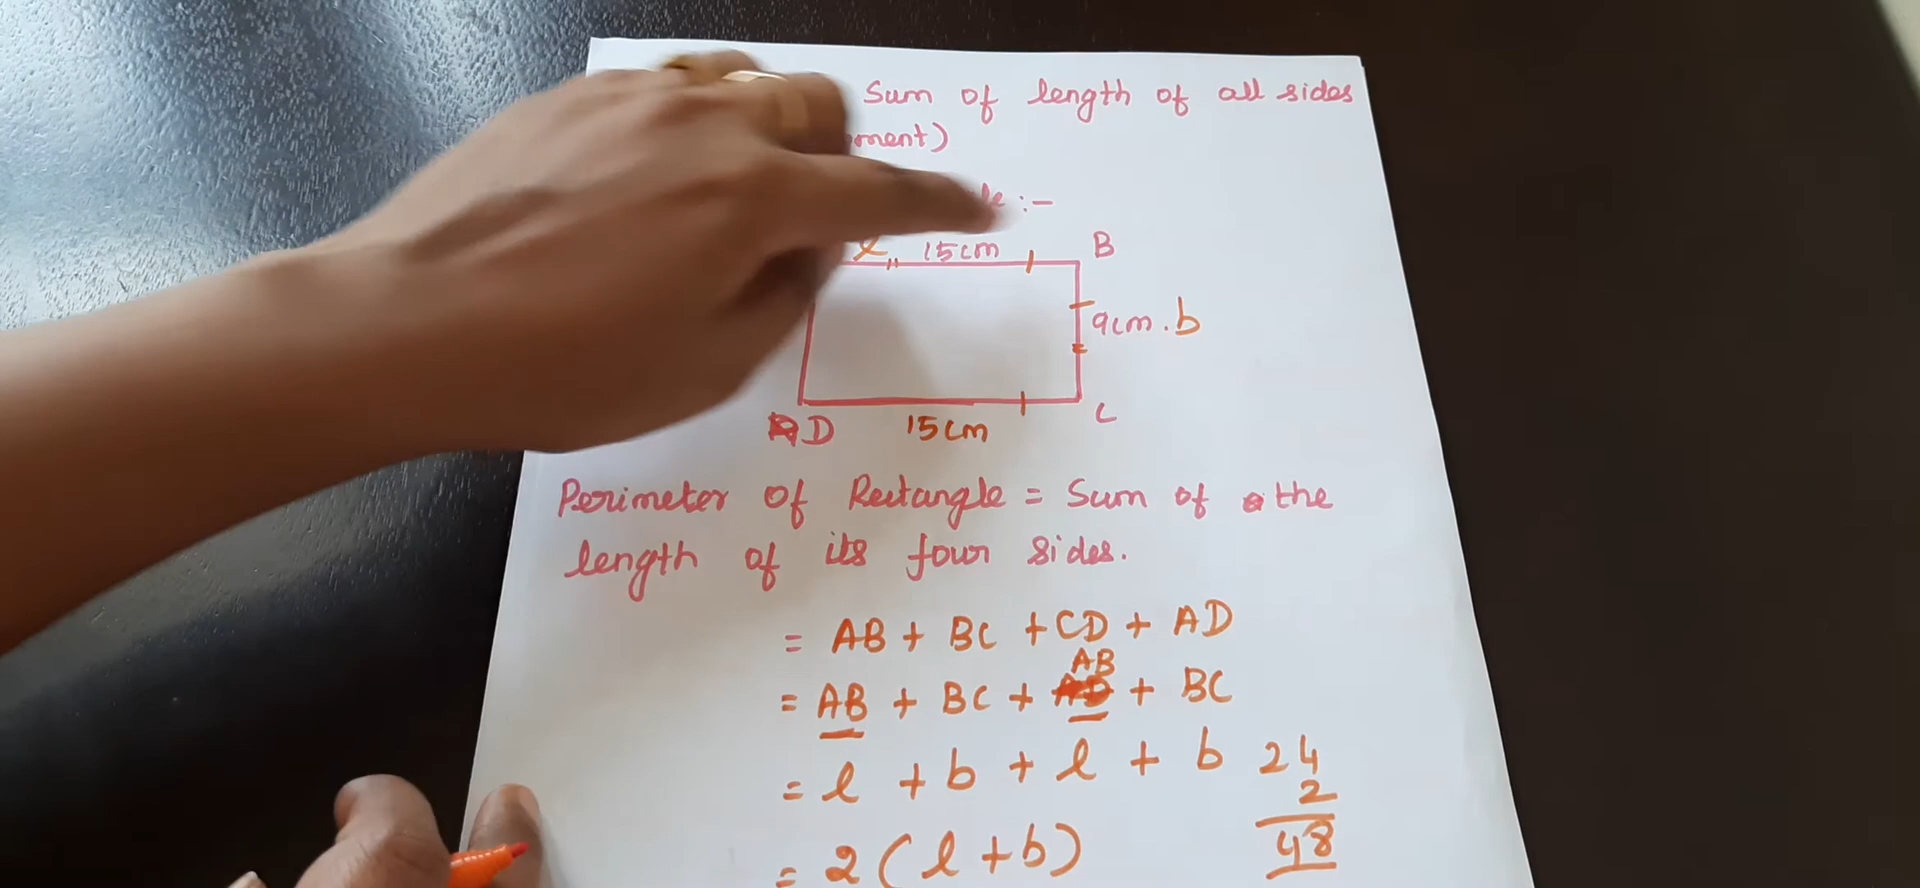 Sum of length of all sides
ment)
le :-
l 15cm B
9cm. b
D 15cm C
Perimeter of Rectangle = Sum of the
length of its four sides.
= AB + BC + CD + AD
AB
= AB + BC + AD + BC
= l + b + l + b 24
2
= 2 (l + b) 48